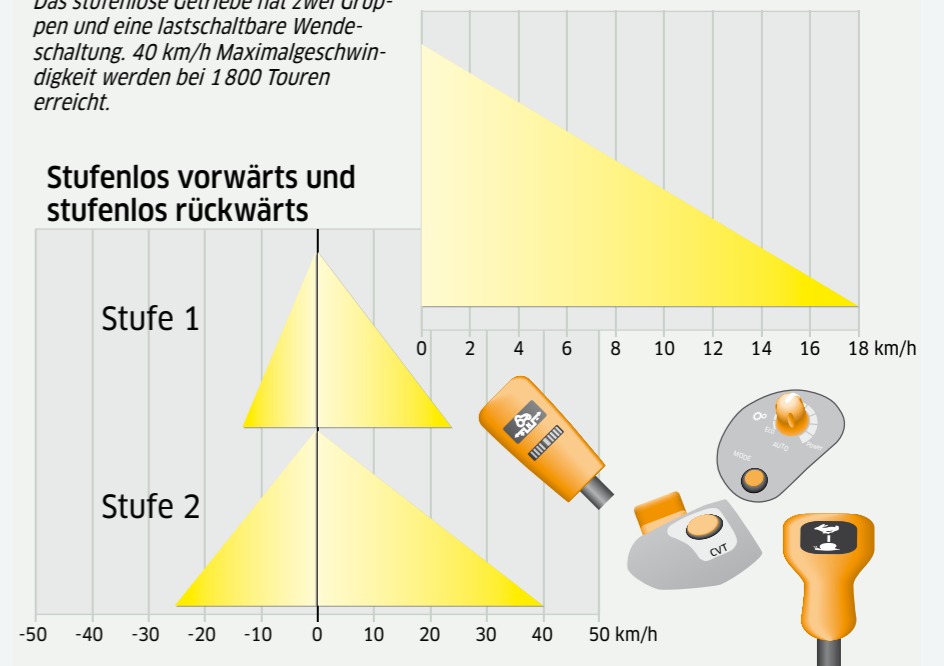 Das stufenlose Getriebe hat zwei Grup-
pen und eine lastschaltbare Wende-
schaltung. 40 km/h Maximalgeschwin-
digkeit werden bei 1 800 Touren
erreicht.
Stufenlos vorwärts und
stufenlos rückwärts
Stufe 1
Stufe 2
0 2 4 6 8 10 12 14 16 18 km/h
-50 -40 -30 -20 -10 0 10 20 30 40 50 km/h
AUTO
MODE
CVT